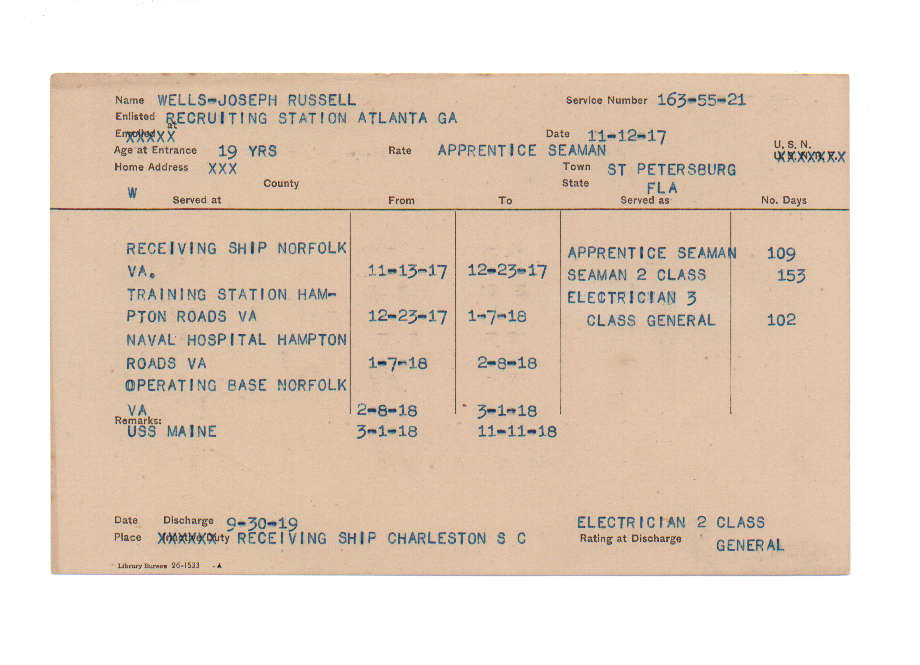 Name WELLS-JOSEPH RUSSELL Service Number 163-55-21
Enlisted at RECRUITING STATION ATLANTA GA
Enrolled XXXXX Date 11-12-17
Age at Entrance 19 YRS Rate APPRENTICE SEAMAN U. S. N.
Home Address XXX Town ST PETERSBURG
County State FLA
W
Served at From To Served as No. Days
RECEIVING SHIP NORFOLK APPRENTICE SEAMAN 109
VA. 11-13-17 12-23-17 SEAMAN 2 CLASS 153
TRAINING STATION HAM- ELECTRICIAN 3
PTON ROADS VA 12-23-17 1-7-18 CLASS GENERAL 102
NAVAL HOSPITAL HAMPTON
ROADS VA 1-7-18 2-8-18
OPERATING BASE NORFOLK
VA 2-8-18 3-1-18
Remarks:
USS MAINE 3-1-18 11-11-18
Date Discharge 9-30-19 ELECTRICIAN 2 CLASS
Place XXXXXXX RECEIVING SHIP CHARLESTON S C Rating at Discharge GENERAL
Library Bureau 26-1533 -A